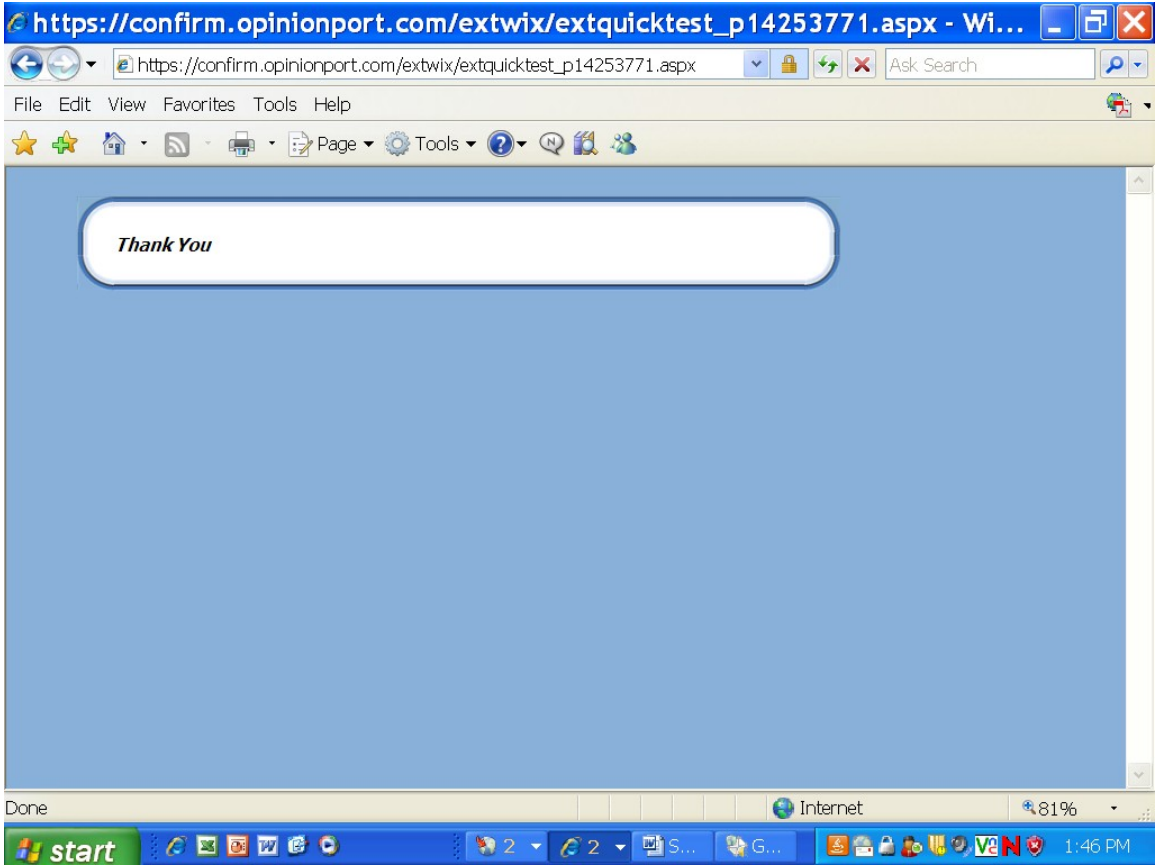 https://confirm.opinionport.com/extwix/extquicktest_p14253771.aspx - Wi...
https://confirm.opinionport.com/extwix/extquicktest_p14253771.aspx Ask Search
File Edit View Favorites Tools Help
Page Tools
Thank You
Done Internet 81%
start 2 2 S... G... 1:46 PM